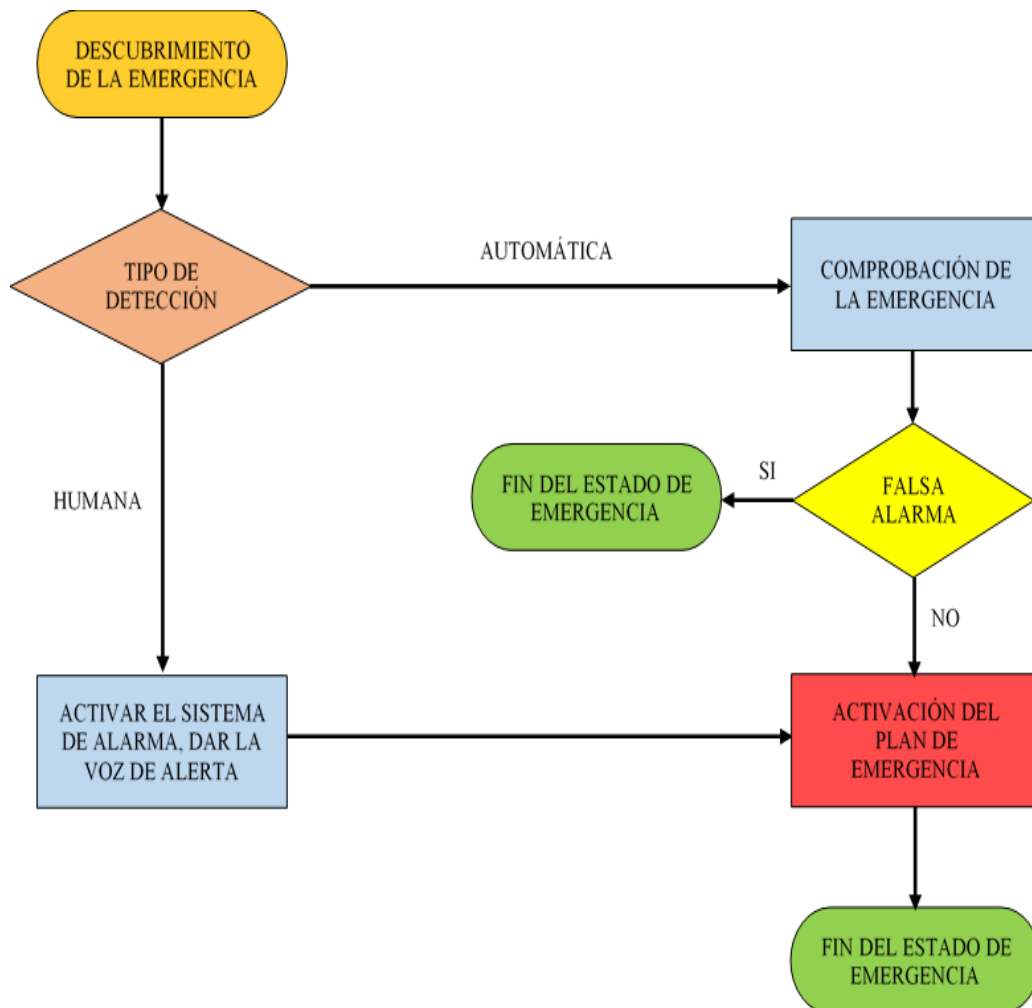 DESCUBRIMIENTO
DE LA EMERGENCIA
TIPO DE
DETECCIÓN
AUTOMÁTICA
COMPROBACIÓN DE
LA EMERGENCIA
HUMANA
FIN DEL ESTADO DE
EMERGENCIA
SI
FALSA
ALARMA
NO
ACTIVAR EL SISTEMA
DE ALARMA, DAR LA
VOZ DE ALERTA
ACTIVACIÓN DEL
PLAN DE
EMERGENCIA
FIN DEL ESTADO DE
EMERGENCIA